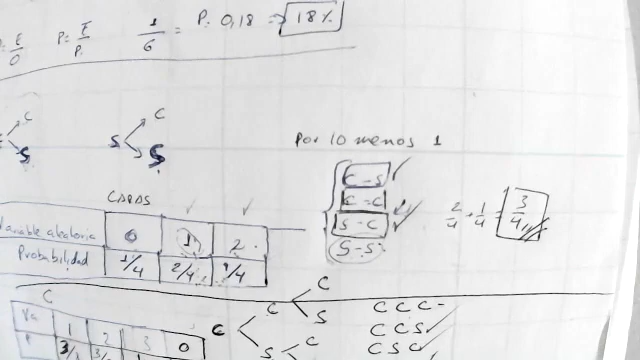 E/O P=E/P 1/6 = P: 0,18 => 18%
C
S
S
C
S
Por lo menos 1
CARAS
C-S
C=C
S-C
S-S
2/4 + 1/4 = 3/4
Variable aleatoria 0 1 2
Probabilidad 1/4 2/4 1/4
C
Va 1 2 3 0
C
C
S
C
S
CCC
CCS
CSC